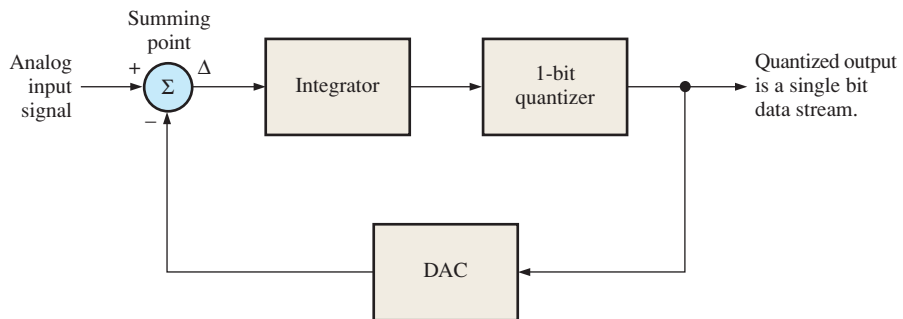 Summing
point
Analog
input
signal
+
Σ
Δ
−
Integrator
1-bit
quantizer
Quantized output
is a single bit
data stream.
DAC